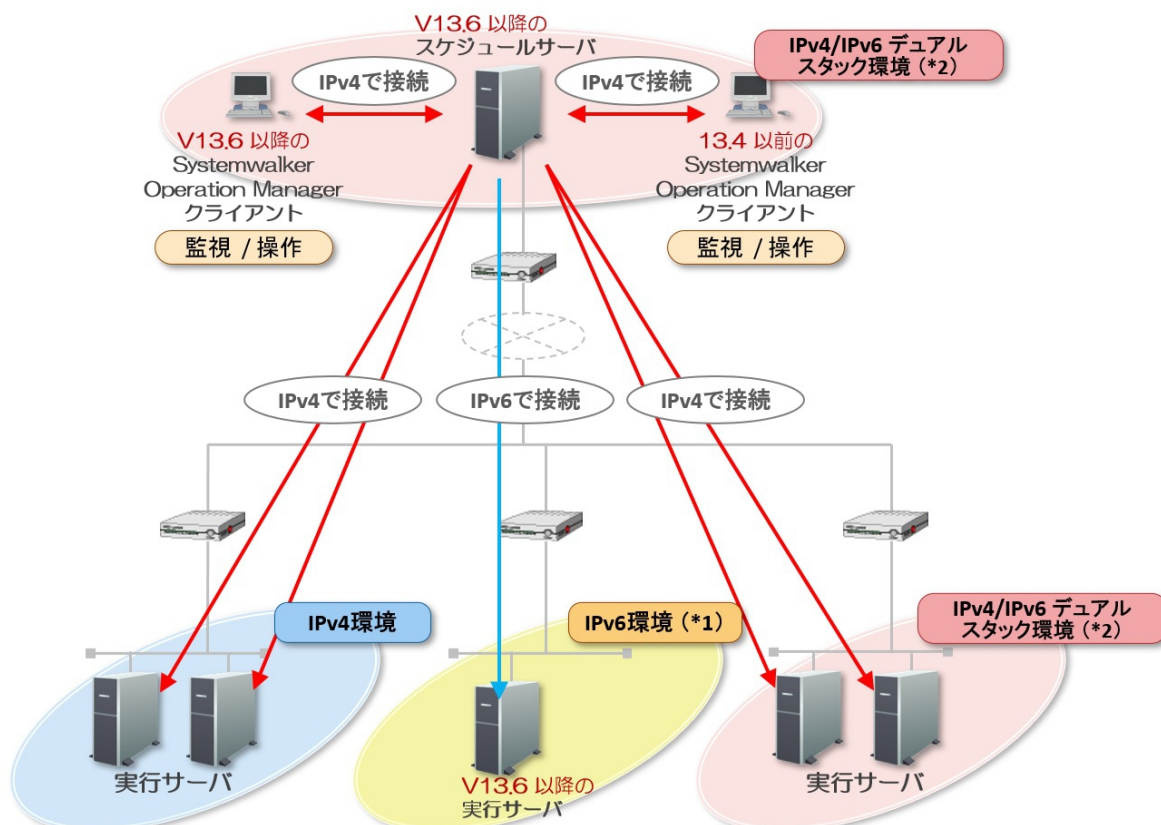 V13.6 以降の
スケジュールサーバ
IPv4/IPv6 デュアル
スタック環境（*2）
IPv4で接続
IPv4で接続
V13.6 以降の
Systemwalker
Operation Manager
クライアント
監視 / 操作
13.4 以前の
Systemwalker
Operation Manager
クライアント
監視 / 操作
IPv4で接続
IPv6で接続
IPv4で接続
IPv4環境
IPv6環境（*1）
IPv4/IPv6 デュアル
スタック環境（*2）
実行サーバ
V13.6 以降の
実行サーバ
実行サーバ